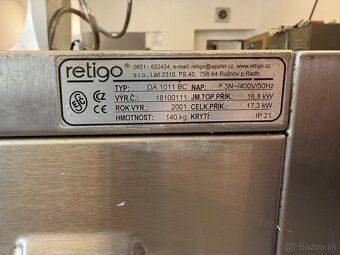 retigo® 0651 - 652434, e-mail: retigo@applet.cz, www.retigo.cz
s r.o., Láň 2310, PS 43, 756 64 Rožnov p.Radh.
TYP: DA 1011 BC NAP: * 3N~/400V/50Hz
VÝR.Č.: 18100111 JM.TOP.PŘÍK.: 16,8 kW
ROK VÝR.: 2001 CELK.PŘÍK.: 17,3 kW
HMOTNOST: 140 kg KRYTÍ: IP 21
EZÚ CZ CE
bazos.sk